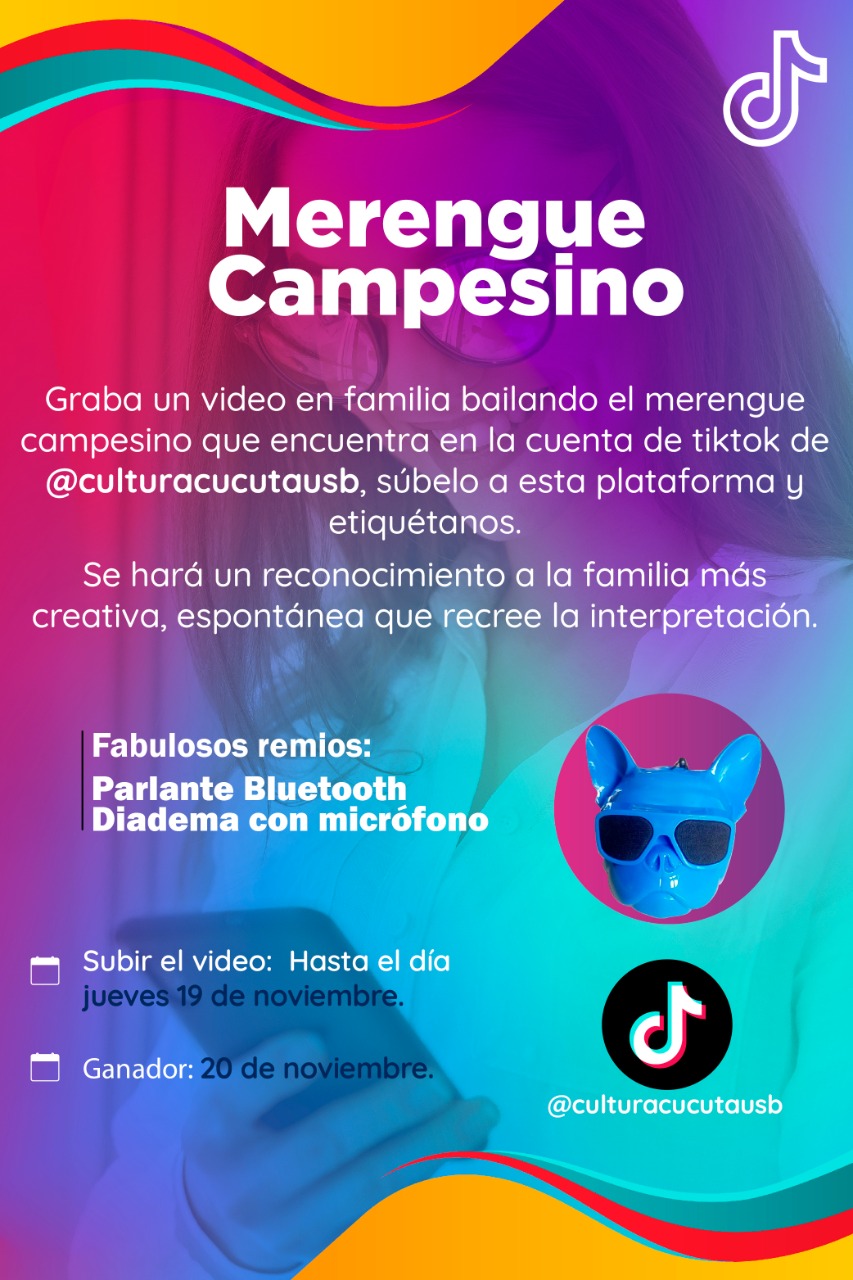 Merengue
Campesino
Graba un video en familia bailando el merengue
campesino que encuentra en la cuenta de tiktok de
@culturacucutausb, súbelo a esta plataforma y
etiquétanos.
Se hará un reconocimiento a la familia más
creativa, espontánea que recree la interpretación.
Fabulosos remios:
Parlante Bluetooth
Diadema con micrófono
Subir el video:  Hasta el día
jueves 19 de noviembre.
Ganador: 20 de noviembre.
@culturacucutausb